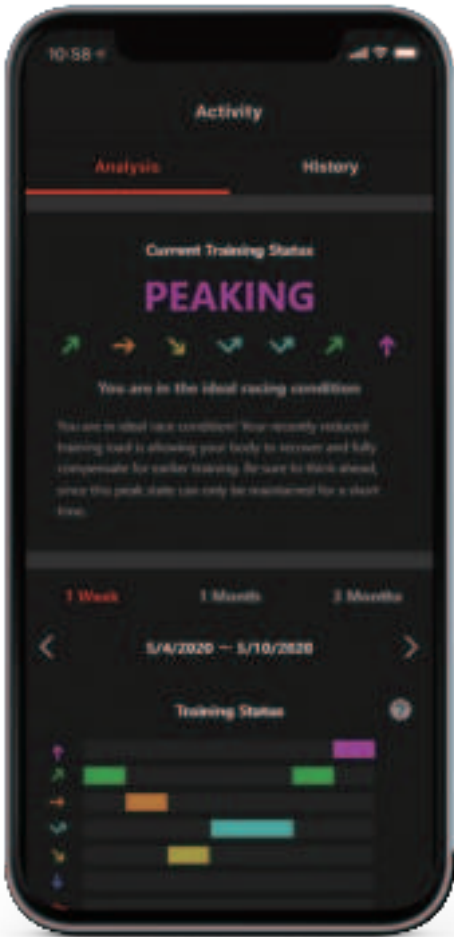 10:58
Activity
Analysis History
Current Training Status
PEAKING
You are in the ideal racing condition
You are in ideal race condition! Your recently reduced
training load is allowing your body to recover and fully
compensate for earlier training. Be sure to think ahead,
since this peak state can only be maintained for a short
time.
1 Week 1 Month 3 Months
5/4/2020 — 5/10/2020
Training Status
?